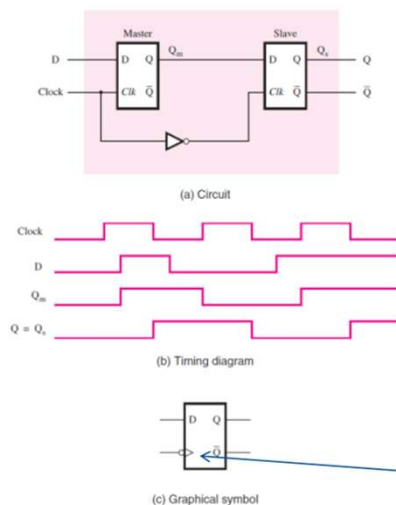 Master Slave
D D Q Qm D Q Qs Q
Clock Clk Q̅ Clk Q̅ Q̅
(a) Circuit
Clock
D
Qm
Q = Qs
(b) Timing diagram
D Q
Q̅
(c) Graphical symbol